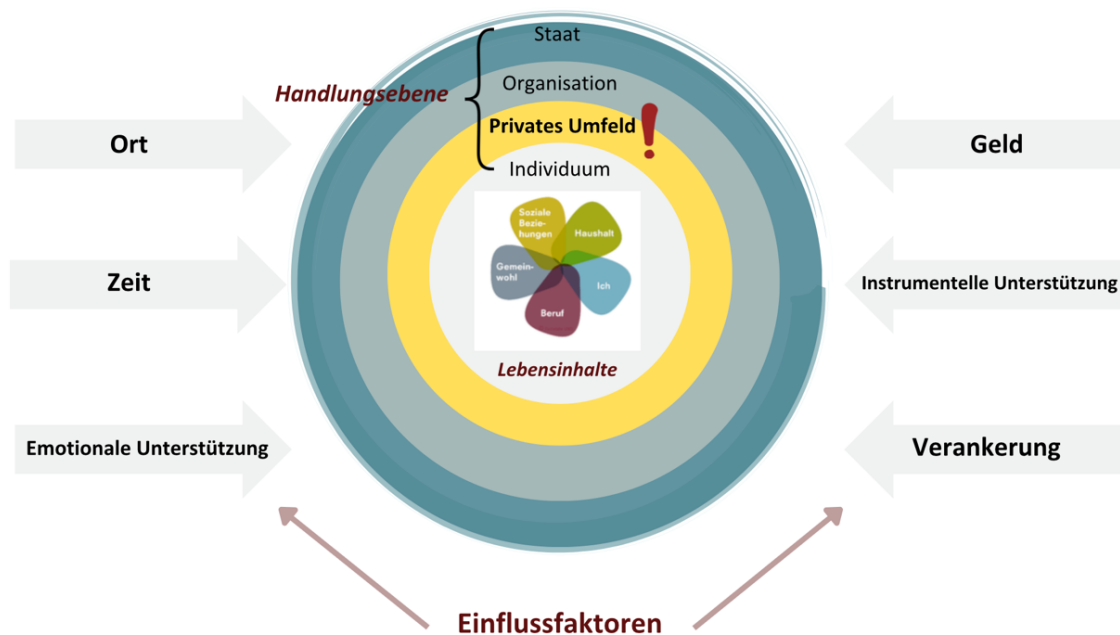 Staat
Organisation
Handlungsebene
Privates Umfeld !
Individuum
Ort
Geld
Soziale
Bezie-
hungen
Haushalt
Gemein-
wohl
Ich
Beruf
Zeit
Instrumentelle Unterstützung
Lebensinhalte
Emotionale Unterstützung
Verankerung
Einflussfaktoren